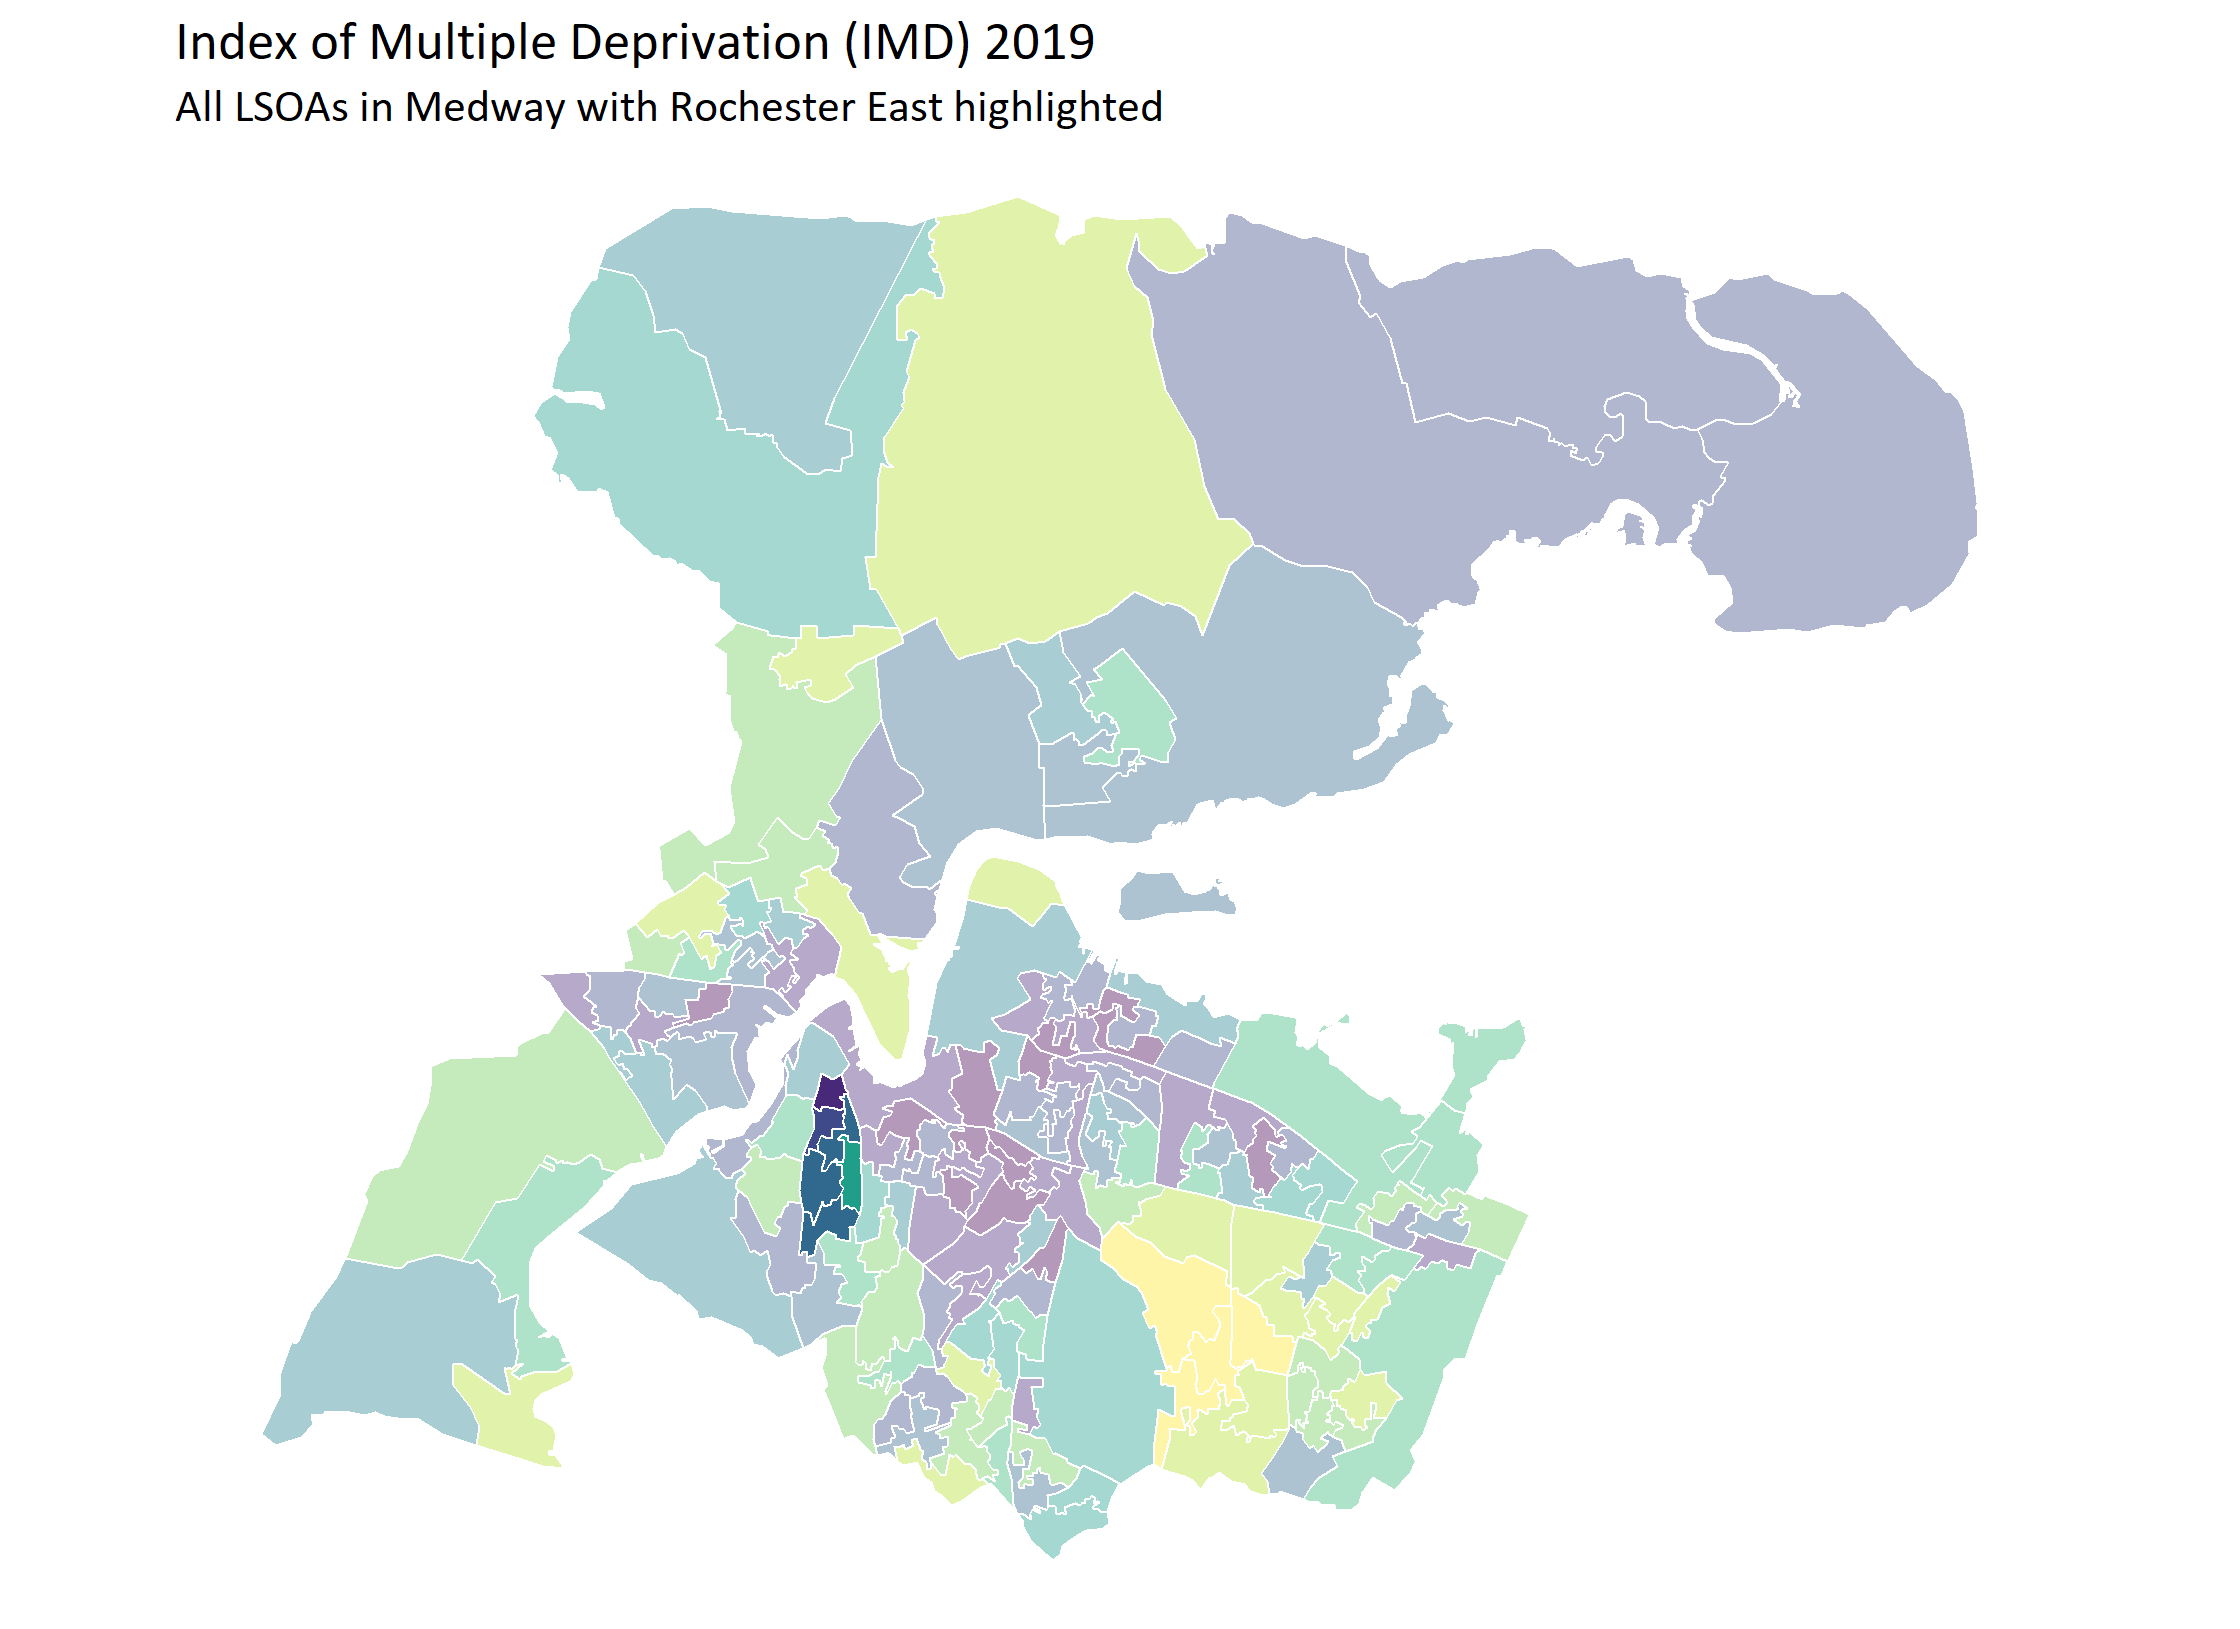 Index of Multiple Deprivation (IMD) 2019
All LSOAs in Medway with Rochester East highlighted